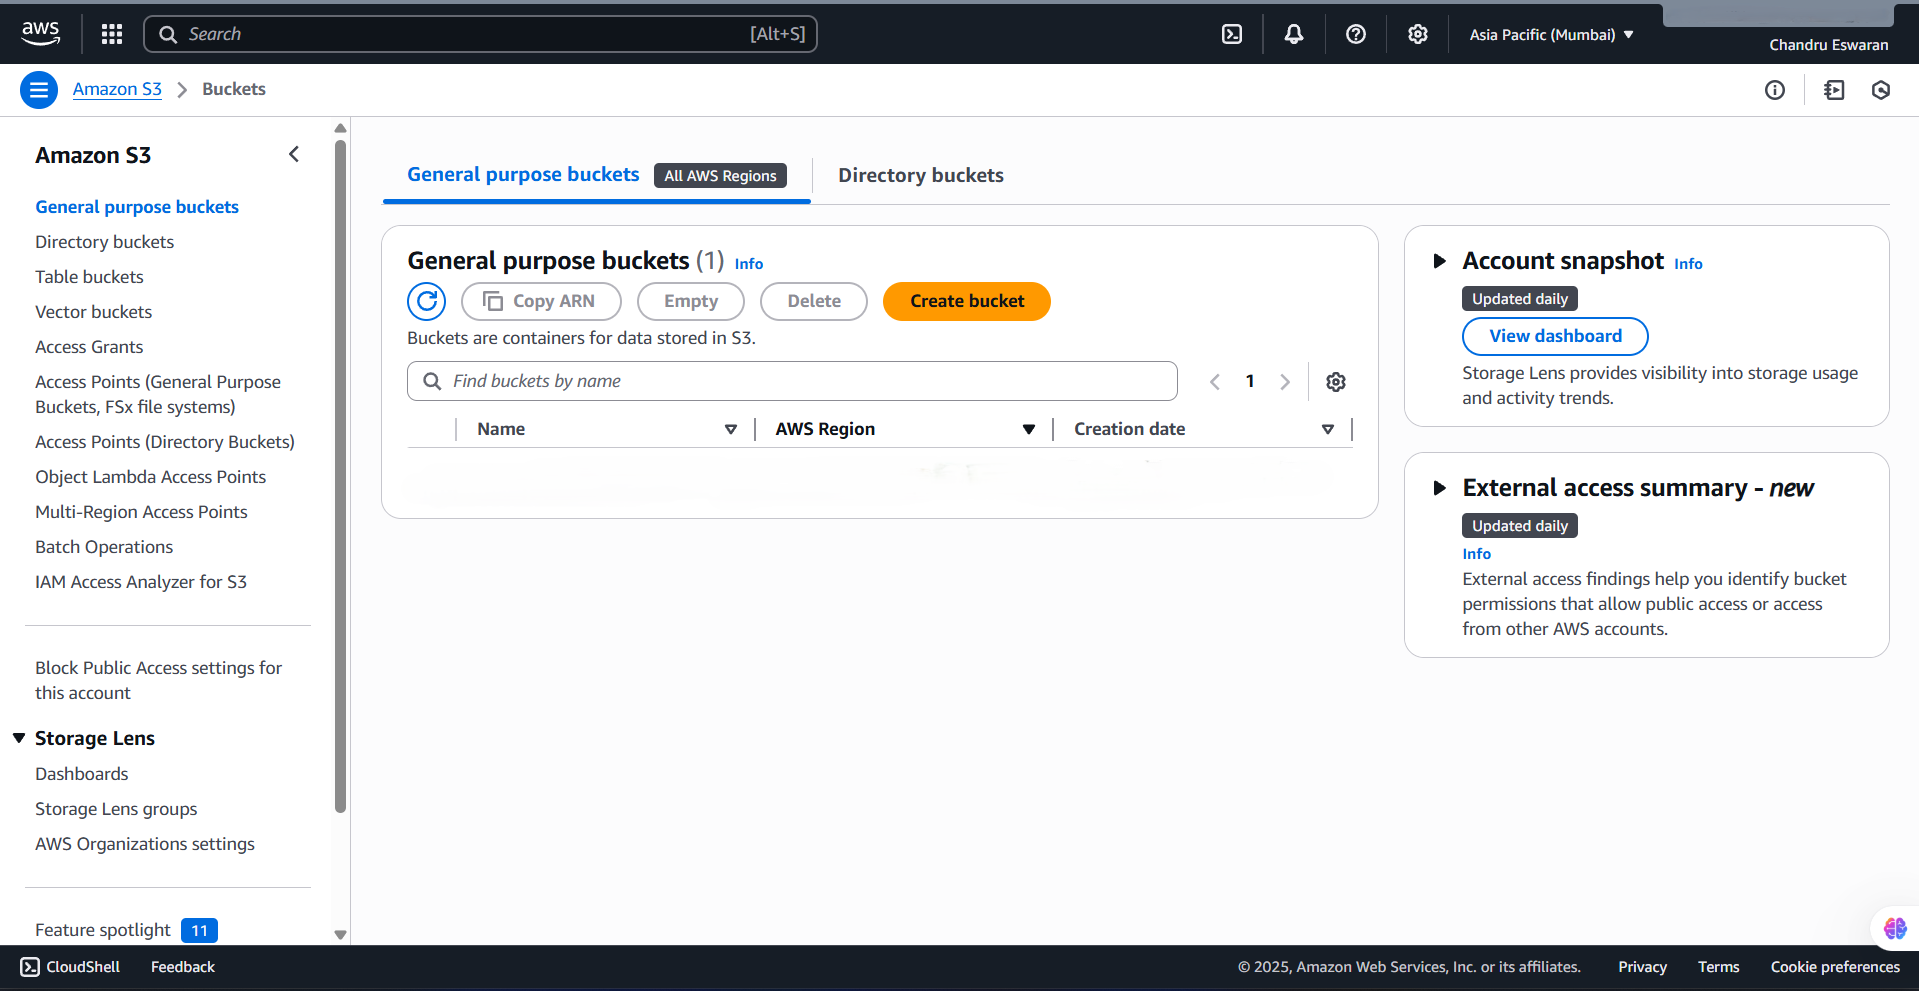 aws
Search [Alt+S]
Asia Pacific (Mumbai)
Chandru Eswaran
Amazon S3
Buckets
Amazon S3
General purpose buckets
Directory buckets
Table buckets
Vector buckets
Access Grants
Access Points (General Purpose
Buckets, FSx file systems)
Access Points (Directory Buckets)
Object Lambda Access Points
Multi-Region Access Points
Batch Operations
IAM Access Analyzer for S3
Block Public Access settings for
this account
Storage Lens
Dashboards
Storage Lens groups
AWS Organizations settings
Feature spotlight 11
General purpose buckets All AWS Regions
Directory buckets
General purpose buckets (1) Info
Copy ARN
Empty
Delete
Create bucket
Buckets are containers for data stored in S3.
Find buckets by name
1
Name
AWS Region
Creation date
Account snapshot Info
Updated daily
View dashboard
Storage Lens provides visibility into storage usage
and activity trends.
External access summary - new
Updated daily
Info
External access findings help you identify bucket
permissions that allow public access or access
from other AWS accounts.
CloudShell
Feedback
© 2025, Amazon Web Services, Inc. or its affiliates.
Privacy
Terms
Cookie preferences